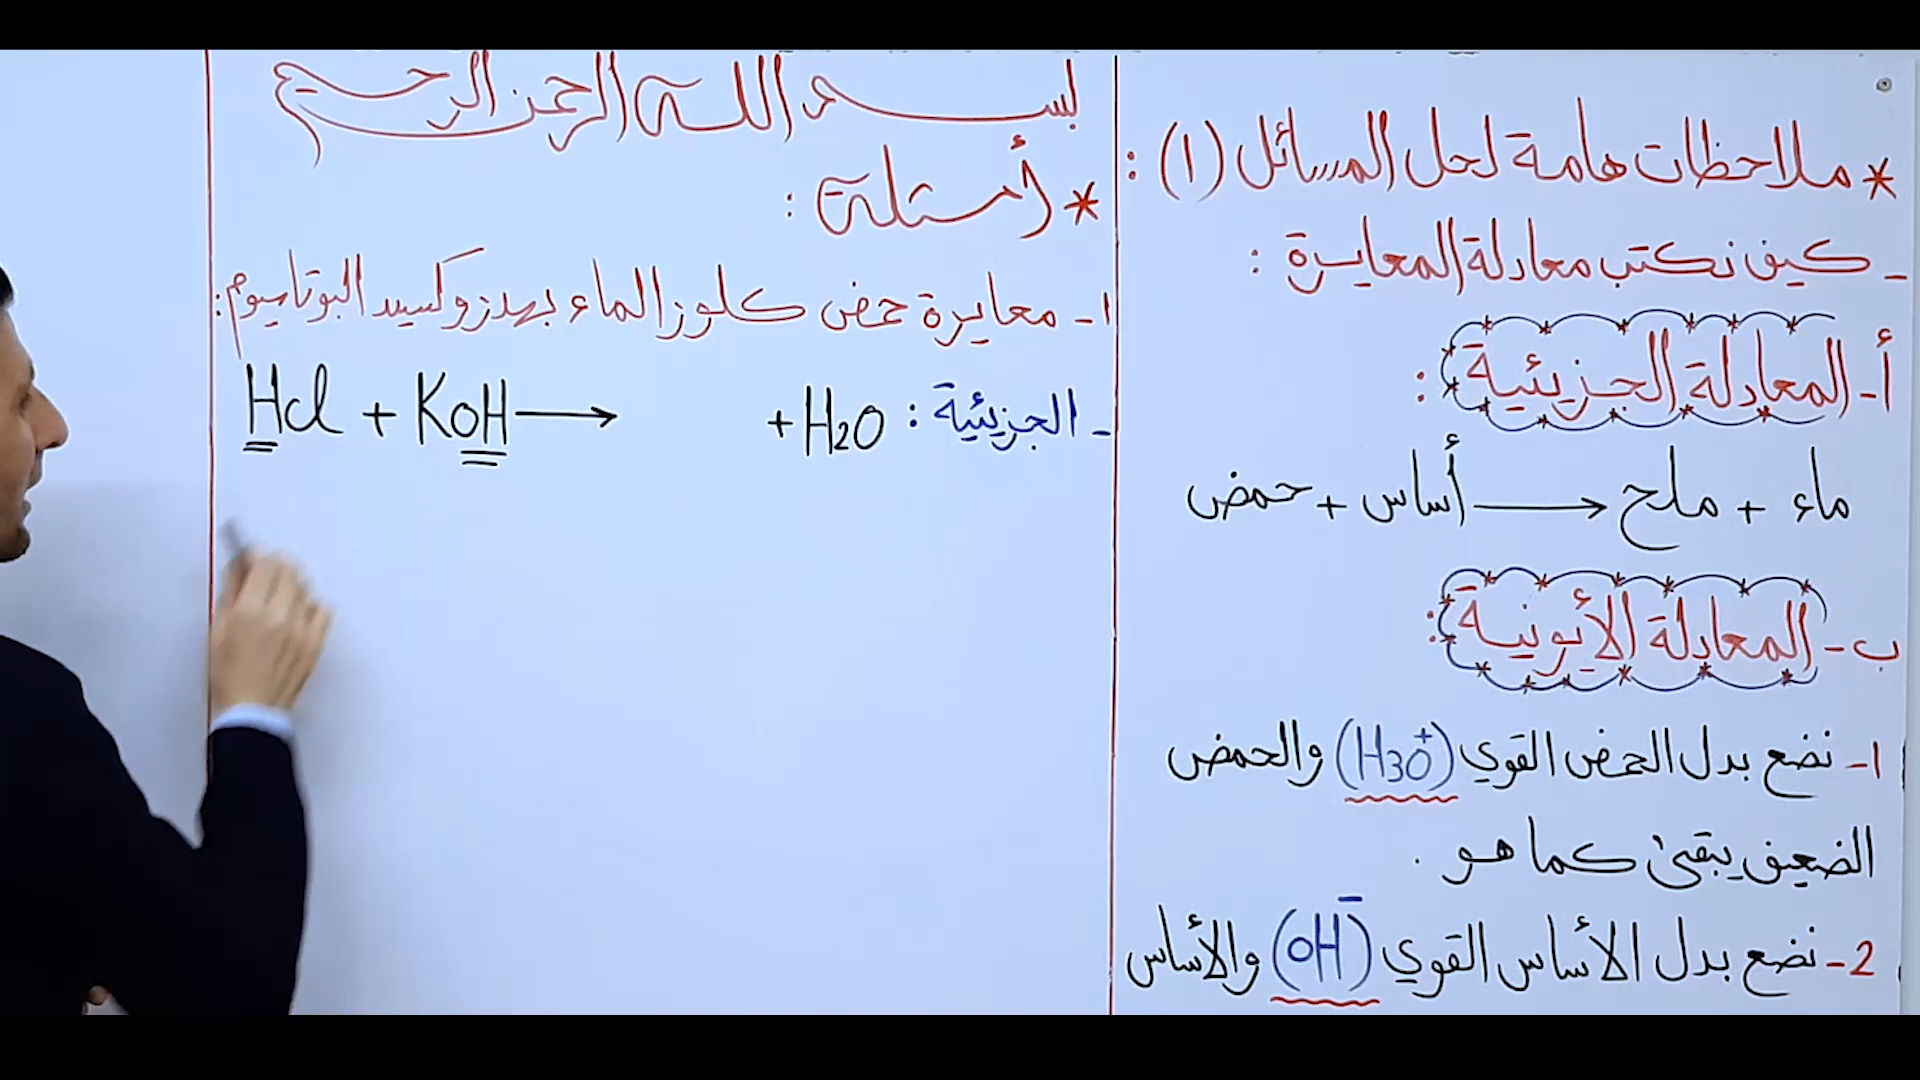 * ملاحظات هامة لحل المسائل (1) :
- كيف نكتب معادلة المعايرة :
أ- المعادلة الجزيئية :
حمض + أساس ⟶ ملح + ماء
ب- المعادلة الأيونية :
1- نضع بدل الحمض القوي (H3O+) والحمض
الضعيف يبقى كما هو .
2- نضع بدل الأساس القوي (OH−) والأساس
بسم الله الرحمن الرحيم
* أمثلة :
1- معايرة حمض كلور الماء بهدروكسيد البوتاسيوم :
- الجزيئية : HCl + KOH ⟶ + H2O